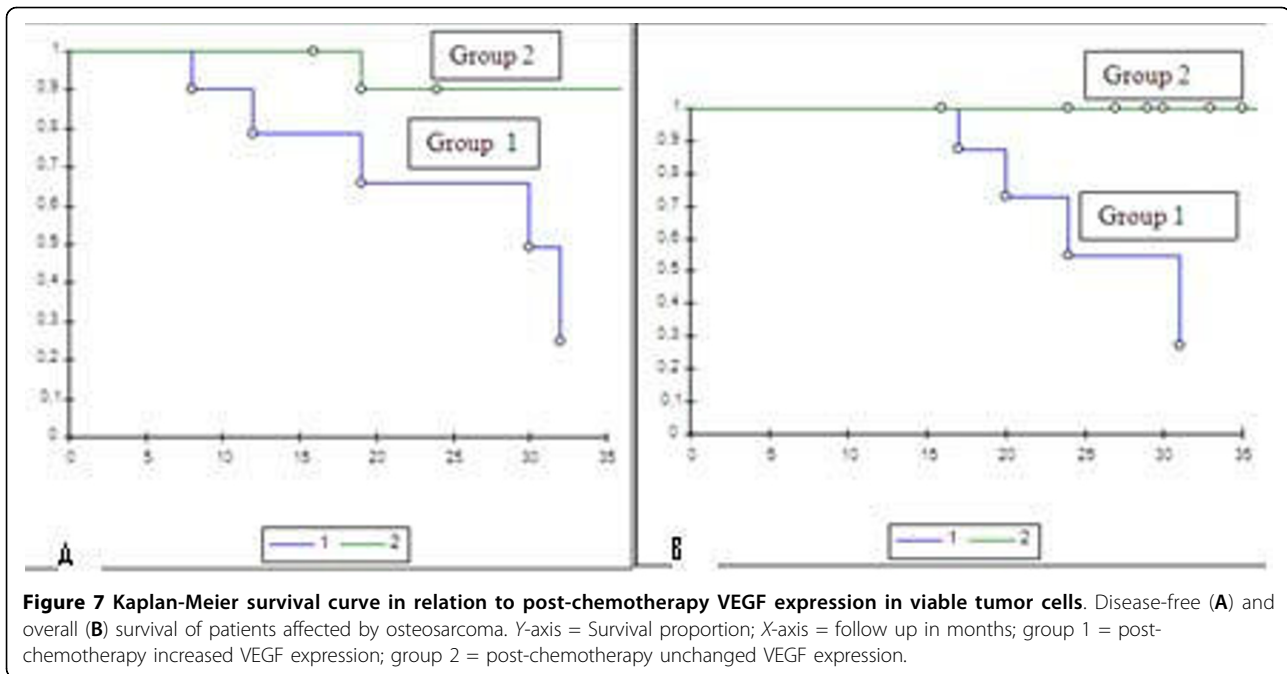 Group 2
Group 1
1
0.9
0.8
0.7
0.6
0.5
0.4
0.3
0.2
0.1
0
0 5 10 15 20 25 30 35
1 2
A
Group 2
Group 1
1
0.9
0.8
0.7
0.6
0.5
0.4
0.3
0.2
0.1
0
0 5 10 15 20 25 30 35
1 2
B
Figure 7 Kaplan-Meier survival curve in relation to post-chemotherapy VEGF expression in viable tumor cells. Disease-free (A) and
overall (B) survival of patients affected by osteosarcoma. Y-axis = Survival proportion; X-axis = follow up in months; group 1 = post-
chemotherapy increased VEGF expression; group 2 = post-chemotherapy unchanged VEGF expression.